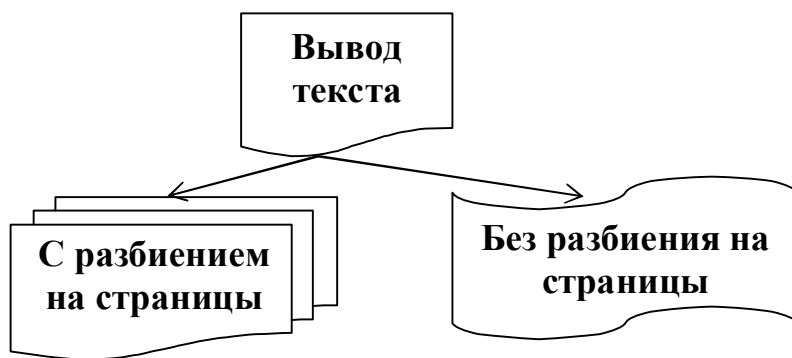 Вывод
текста
С разбиением
на страницы
Без разбиения на
страницы